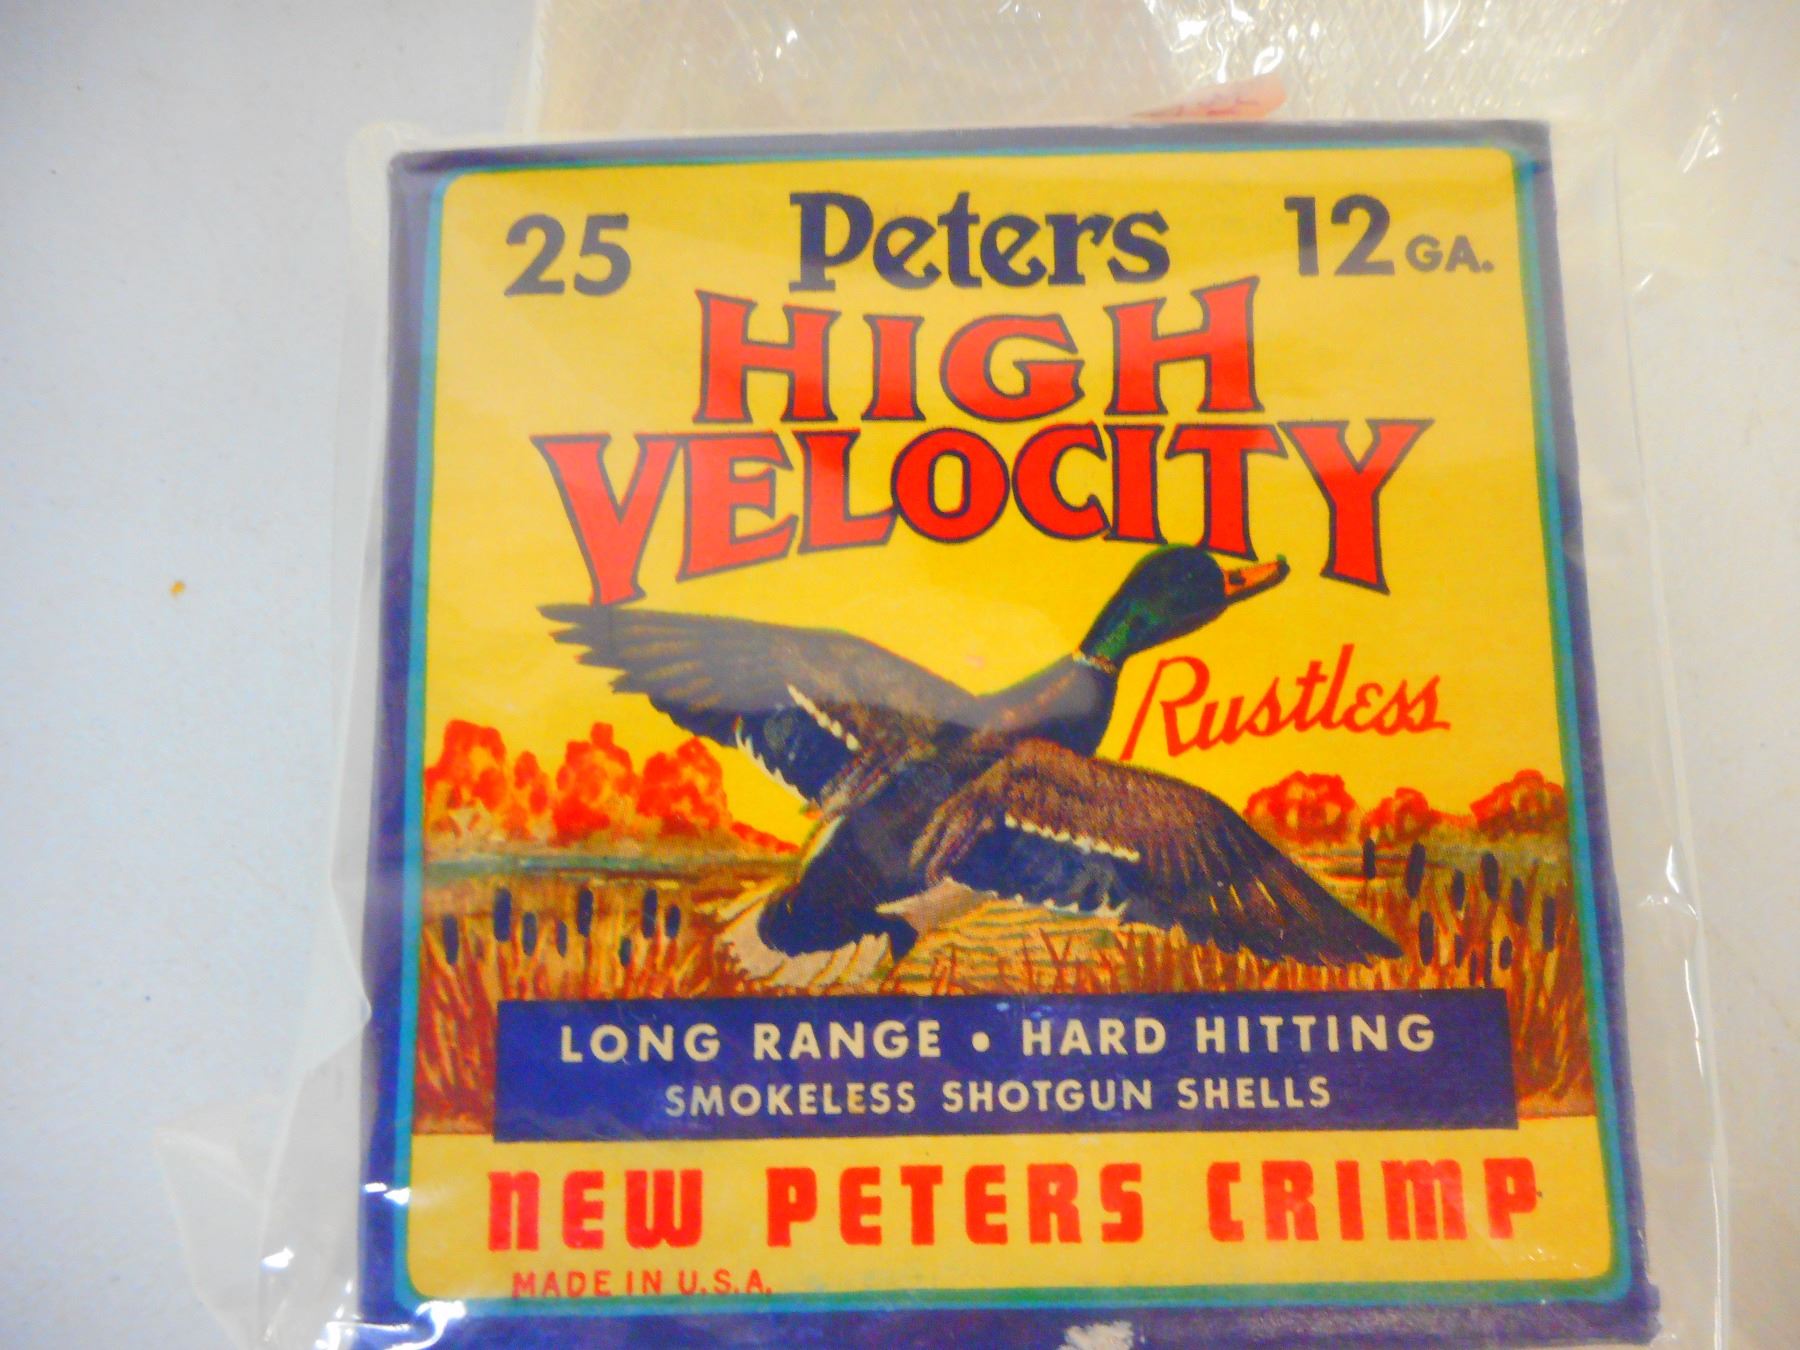 25 Peters 12 GA.
HIGH
VELOCITY
Rustless
LONG RANGE • HARD HITTING
SMOKELESS SHOTGUN SHELLS
NEW PETERS CRIMP
MADE IN U.S.A.